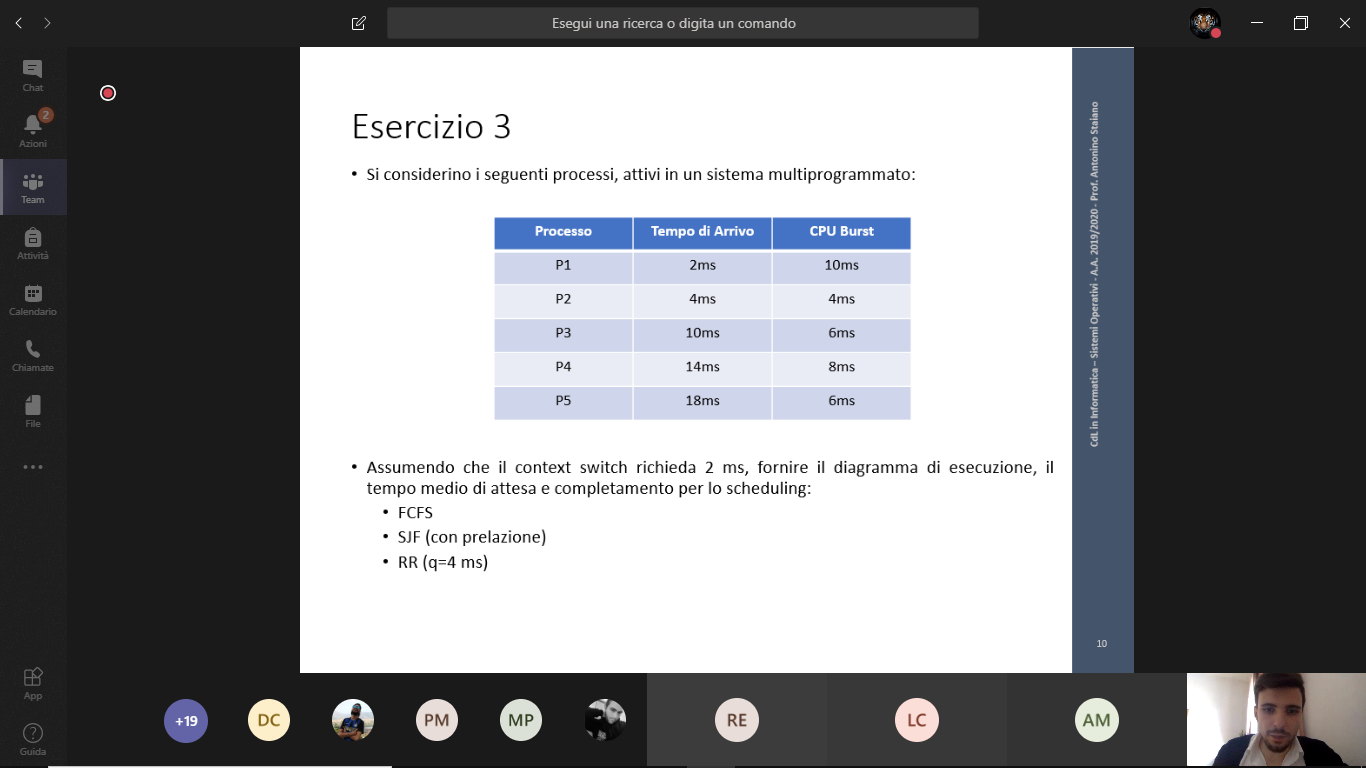 Esegui una ricerca o digita un comando
Chat
2
Azioni
Team
Attività
Calendario
Chiamate
File
App
Guida
Esercizio 3
• Si considerino i seguenti processi, attivi in un sistema multiprogrammato:
Processo Tempo di Arrivo CPU Burst
P1 2ms 10ms
P2 4ms 4ms
P3 10ms 6ms
P4 14ms 8ms
P5 18ms 6ms
• Assumendo che il context switch richieda 2 ms, fornire il diagramma di esecuzione, il
tempo medio di attesa e completamento per lo scheduling:
• FCFS
• SJF (con prelazione)
• RR (q=4 ms)
CdL in Informatica – Sistemi Operativi - A.A. 2019/2020 - Prof. Antonino Staiano
10
+19
DC
PM
MP
RE
LC
AM